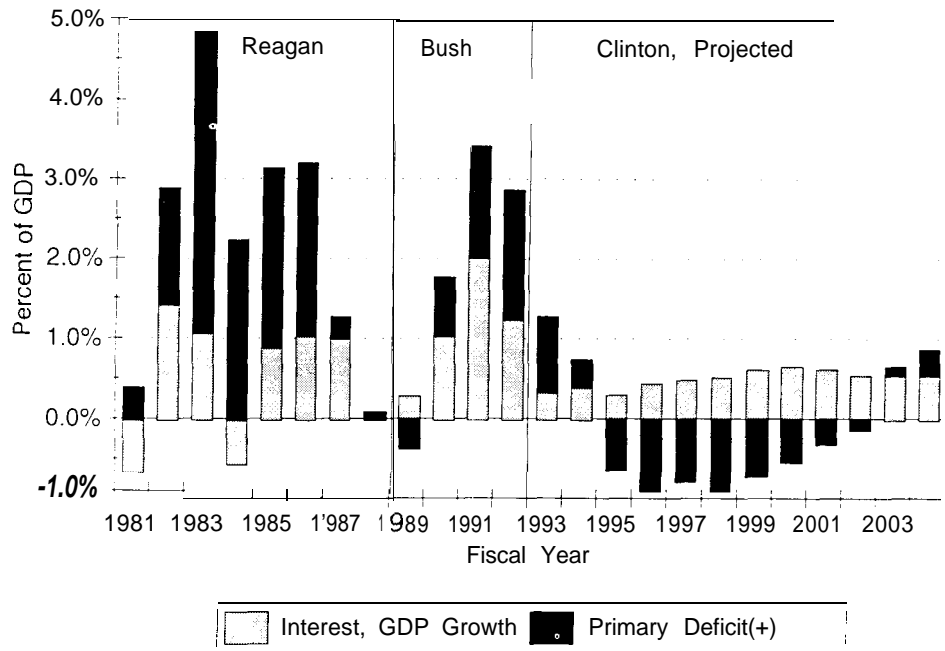 5.0%
Reagan
Bush
Clinton, Projected
4.0%
3.0%
2.0%
1.0%
0.0%
-1.0%
Percent of GDP
1981 1983 1985 1'987 1989 1991 1993 1995 1997 1999 2001 2003
Fiscal Year
Interest, GDP Growth Primary Deficit(+)